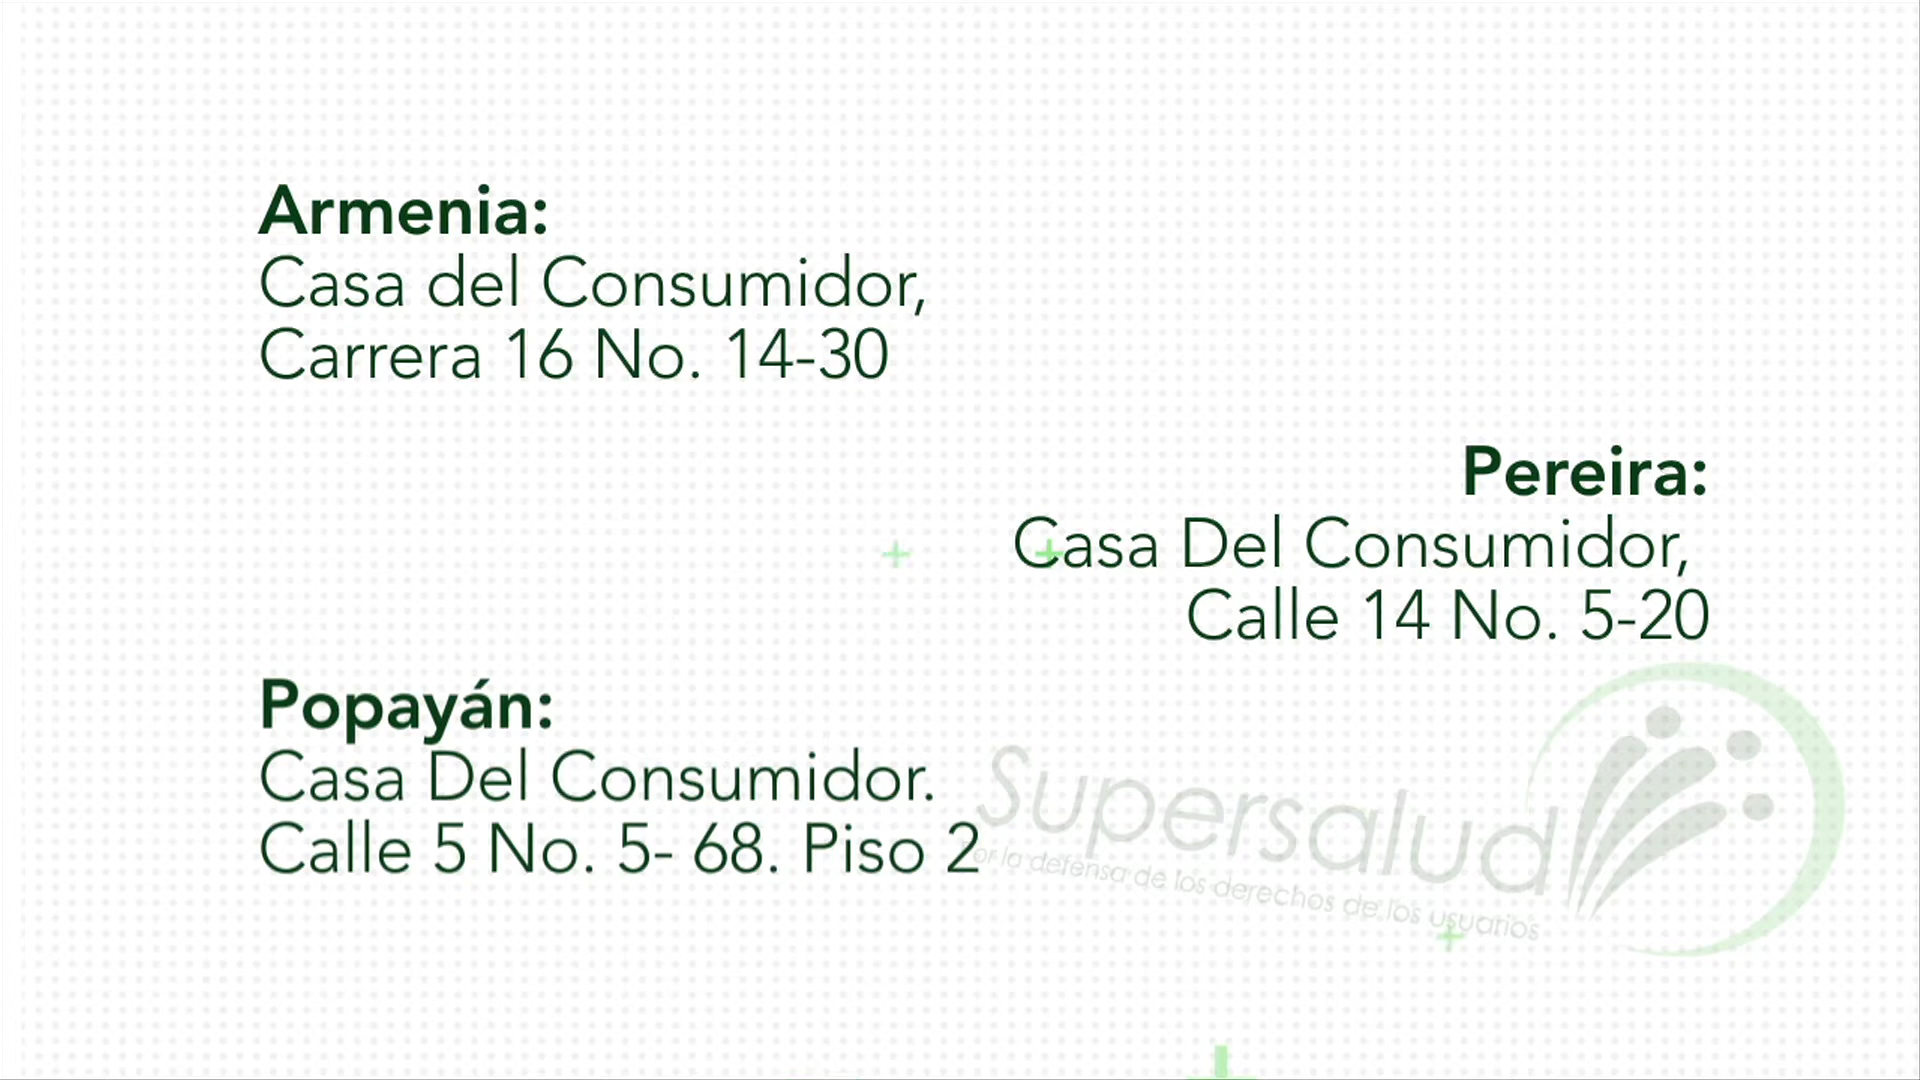 Armenia:
Casa del Consumidor,
Carrera 16 No. 14-30
Pereira:
Casa Del Consumidor,
Calle 14 No. 5-20
Popayán:
Casa Del Consumidor.
Calle 5 No. 5- 68. Piso 2
Supersalud
or la defensa de los derechos de los usuarios